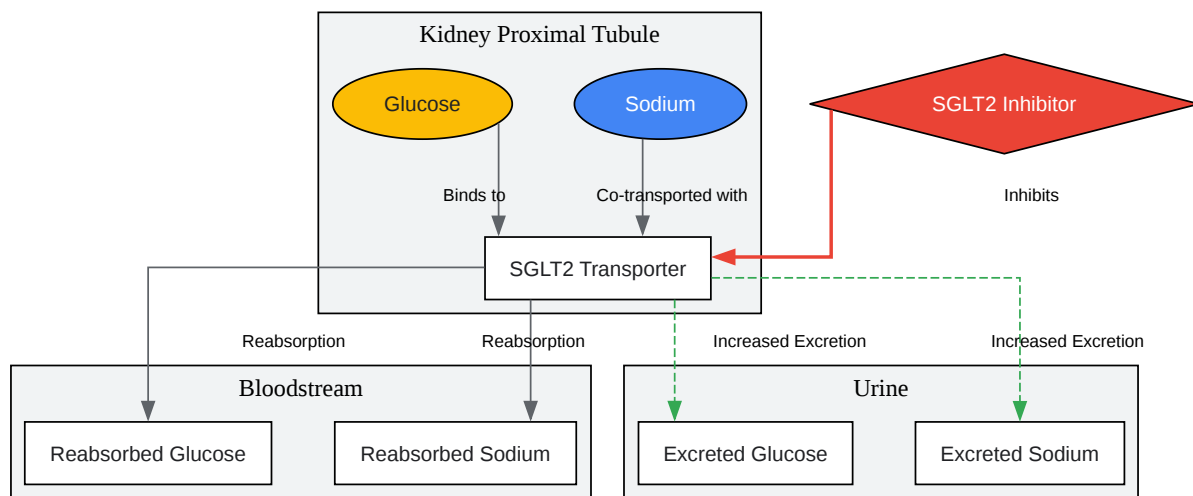 Kidney Proximal Tubule
Glucose
Sodium
SGLT2 Inhibitor
Binds to
Co-transported with
Inhibits
SGLT2 Transporter
Reabsorption
Reabsorption
Increased Excretion
Increased Excretion
Bloodstream
Urine
Reabsorbed Glucose
Reabsorbed Sodium
Excreted Glucose
Excreted Sodium